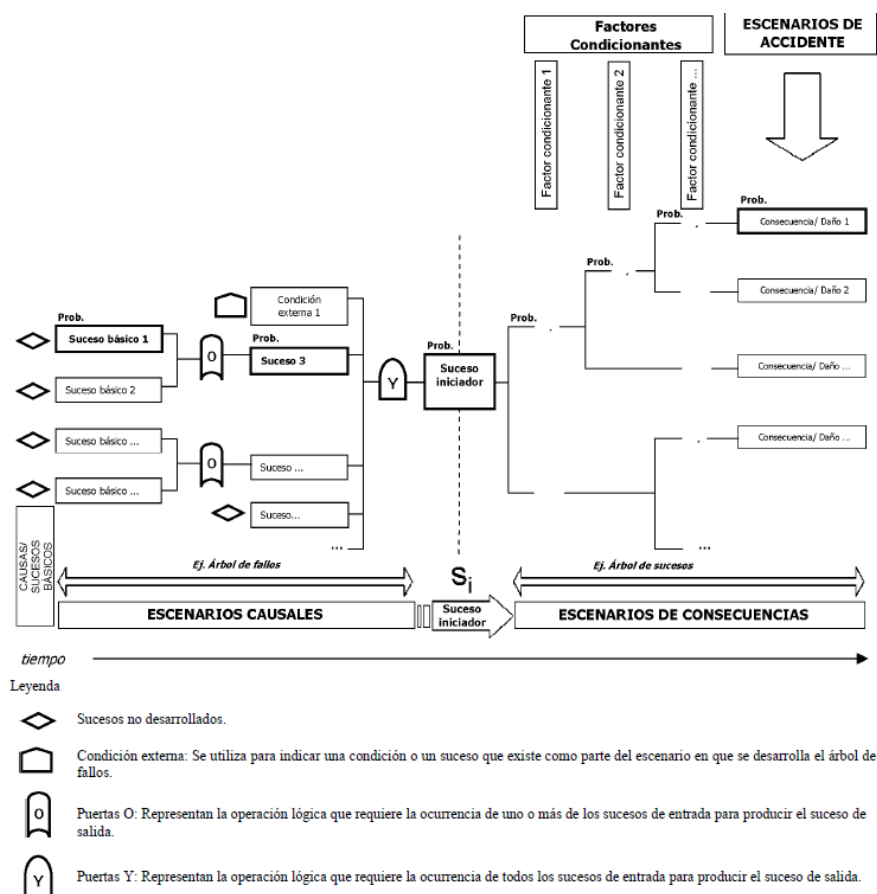 Factores
Condicionantes
ESCENARIOS DE
ACCIDENTE
Factor condicionante 1
Factor condicionante 2
Factor condicionante ...
Prob.
Prob.
Consecuencia/ Daño 1
Prob.
Consecuencia/ Daño 2
Condición
externa 1
Prob.
Suceso básico 1
Prob.
Suceso 3
O
Prob.
Suceso
iniciador
Y
Prob.
Consecuencia/ Daño ...
Suceso básico 2
Suceso básico ...
Consecuencia/ Daño ...
O
Suceso ...
Suceso básico ...
Suceso...
...
...
CAUSAS/
SUCESOS
BÁSICOS
Ej. Árbol de fallos
Si
Ej. Árbol de sucesos
ESCENARIOS CAUSALES
Suceso
iniciador
ESCENARIOS DE CONSECUENCIAS
tiempo
Leyenda
Sucesos no desarrollados.
Condición externa: Se utiliza para indicar una condición o un suceso que existe como parte del escenario en que se desarrolla el árbol de
fallos.
O
Puertas O: Representan la operación lógica que requiere la ocurrencia de uno o más de los sucesos de entrada para producir el suceso de
salida.
Y
Puertas Y: Representan la operación lógica que requiere la ocurrencia de todos los sucesos de entrada para producir el suceso de salida.